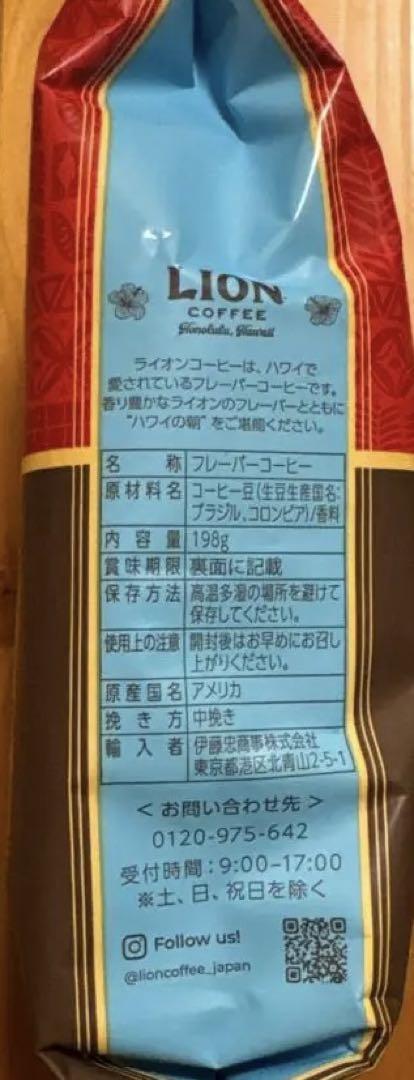 LION
COFFEE
Honolulu, Hawaii
ライオンコーヒーは、ハワイで
愛されているフレーバーコーヒーです。
香り豊かなライオンのフレーバーとともに
"ハワイの朝"をご堪能ください。
名称 フレーバーコーヒー
原材料名 コーヒー豆(生豆生産国名:
ブラジル、コロンビア)/香料
内容量 198g
賞味期限 裏面に記載
保存方法 高温多湿の場所を避けて
保存してください。
使用上の注意 開封後はお早めにお召し
上がりください。
原産国名 アメリカ
挽き方 中挽き
輸入者 伊藤忠商事株式会社
東京都港区北青山2-5-1
<お問い合わせ先>
0120-975-642
受付時間:9:00-17:00
※土、日、祝日を除く
Follow us!
@lioncoffee_japan